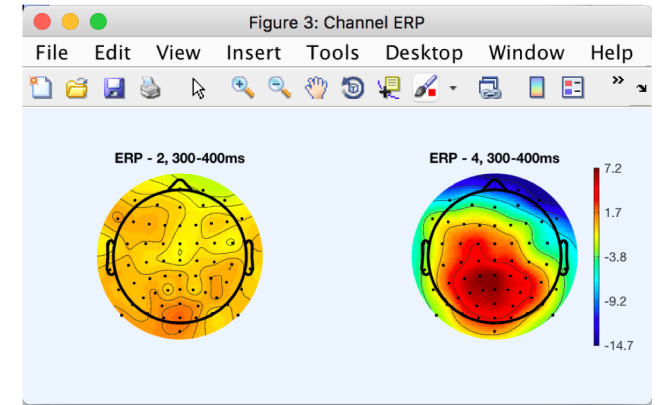 Figure 3: Channel ERP
File Edit View Insert Tools Desktop Window Help
ERP - 2, 300-400ms
ERP - 4, 300-400ms
7.2
1.7
-3.8
-9.2
-14.7